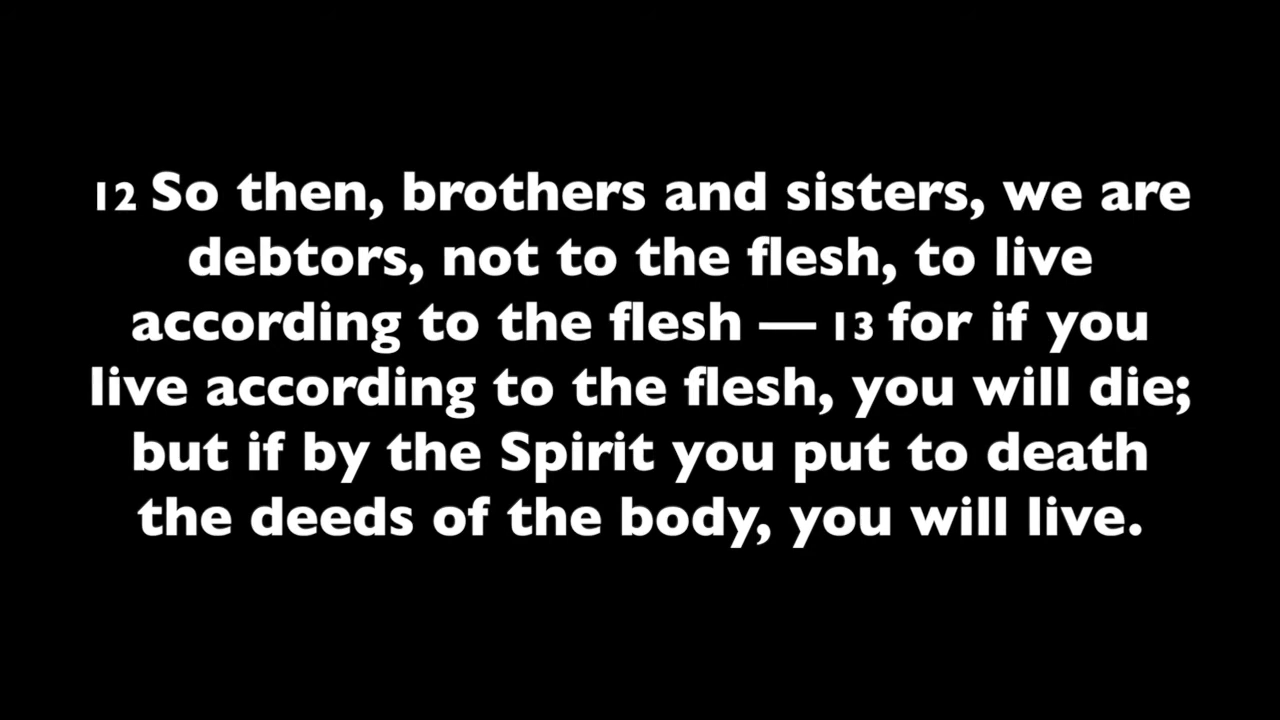 12 So then, brothers and sisters, we are
debtors, not to the flesh, to live
according to the flesh — 13 for if you
live according to the flesh, you will die;
but if by the Spirit you put to death
the deeds of the body, you will live.